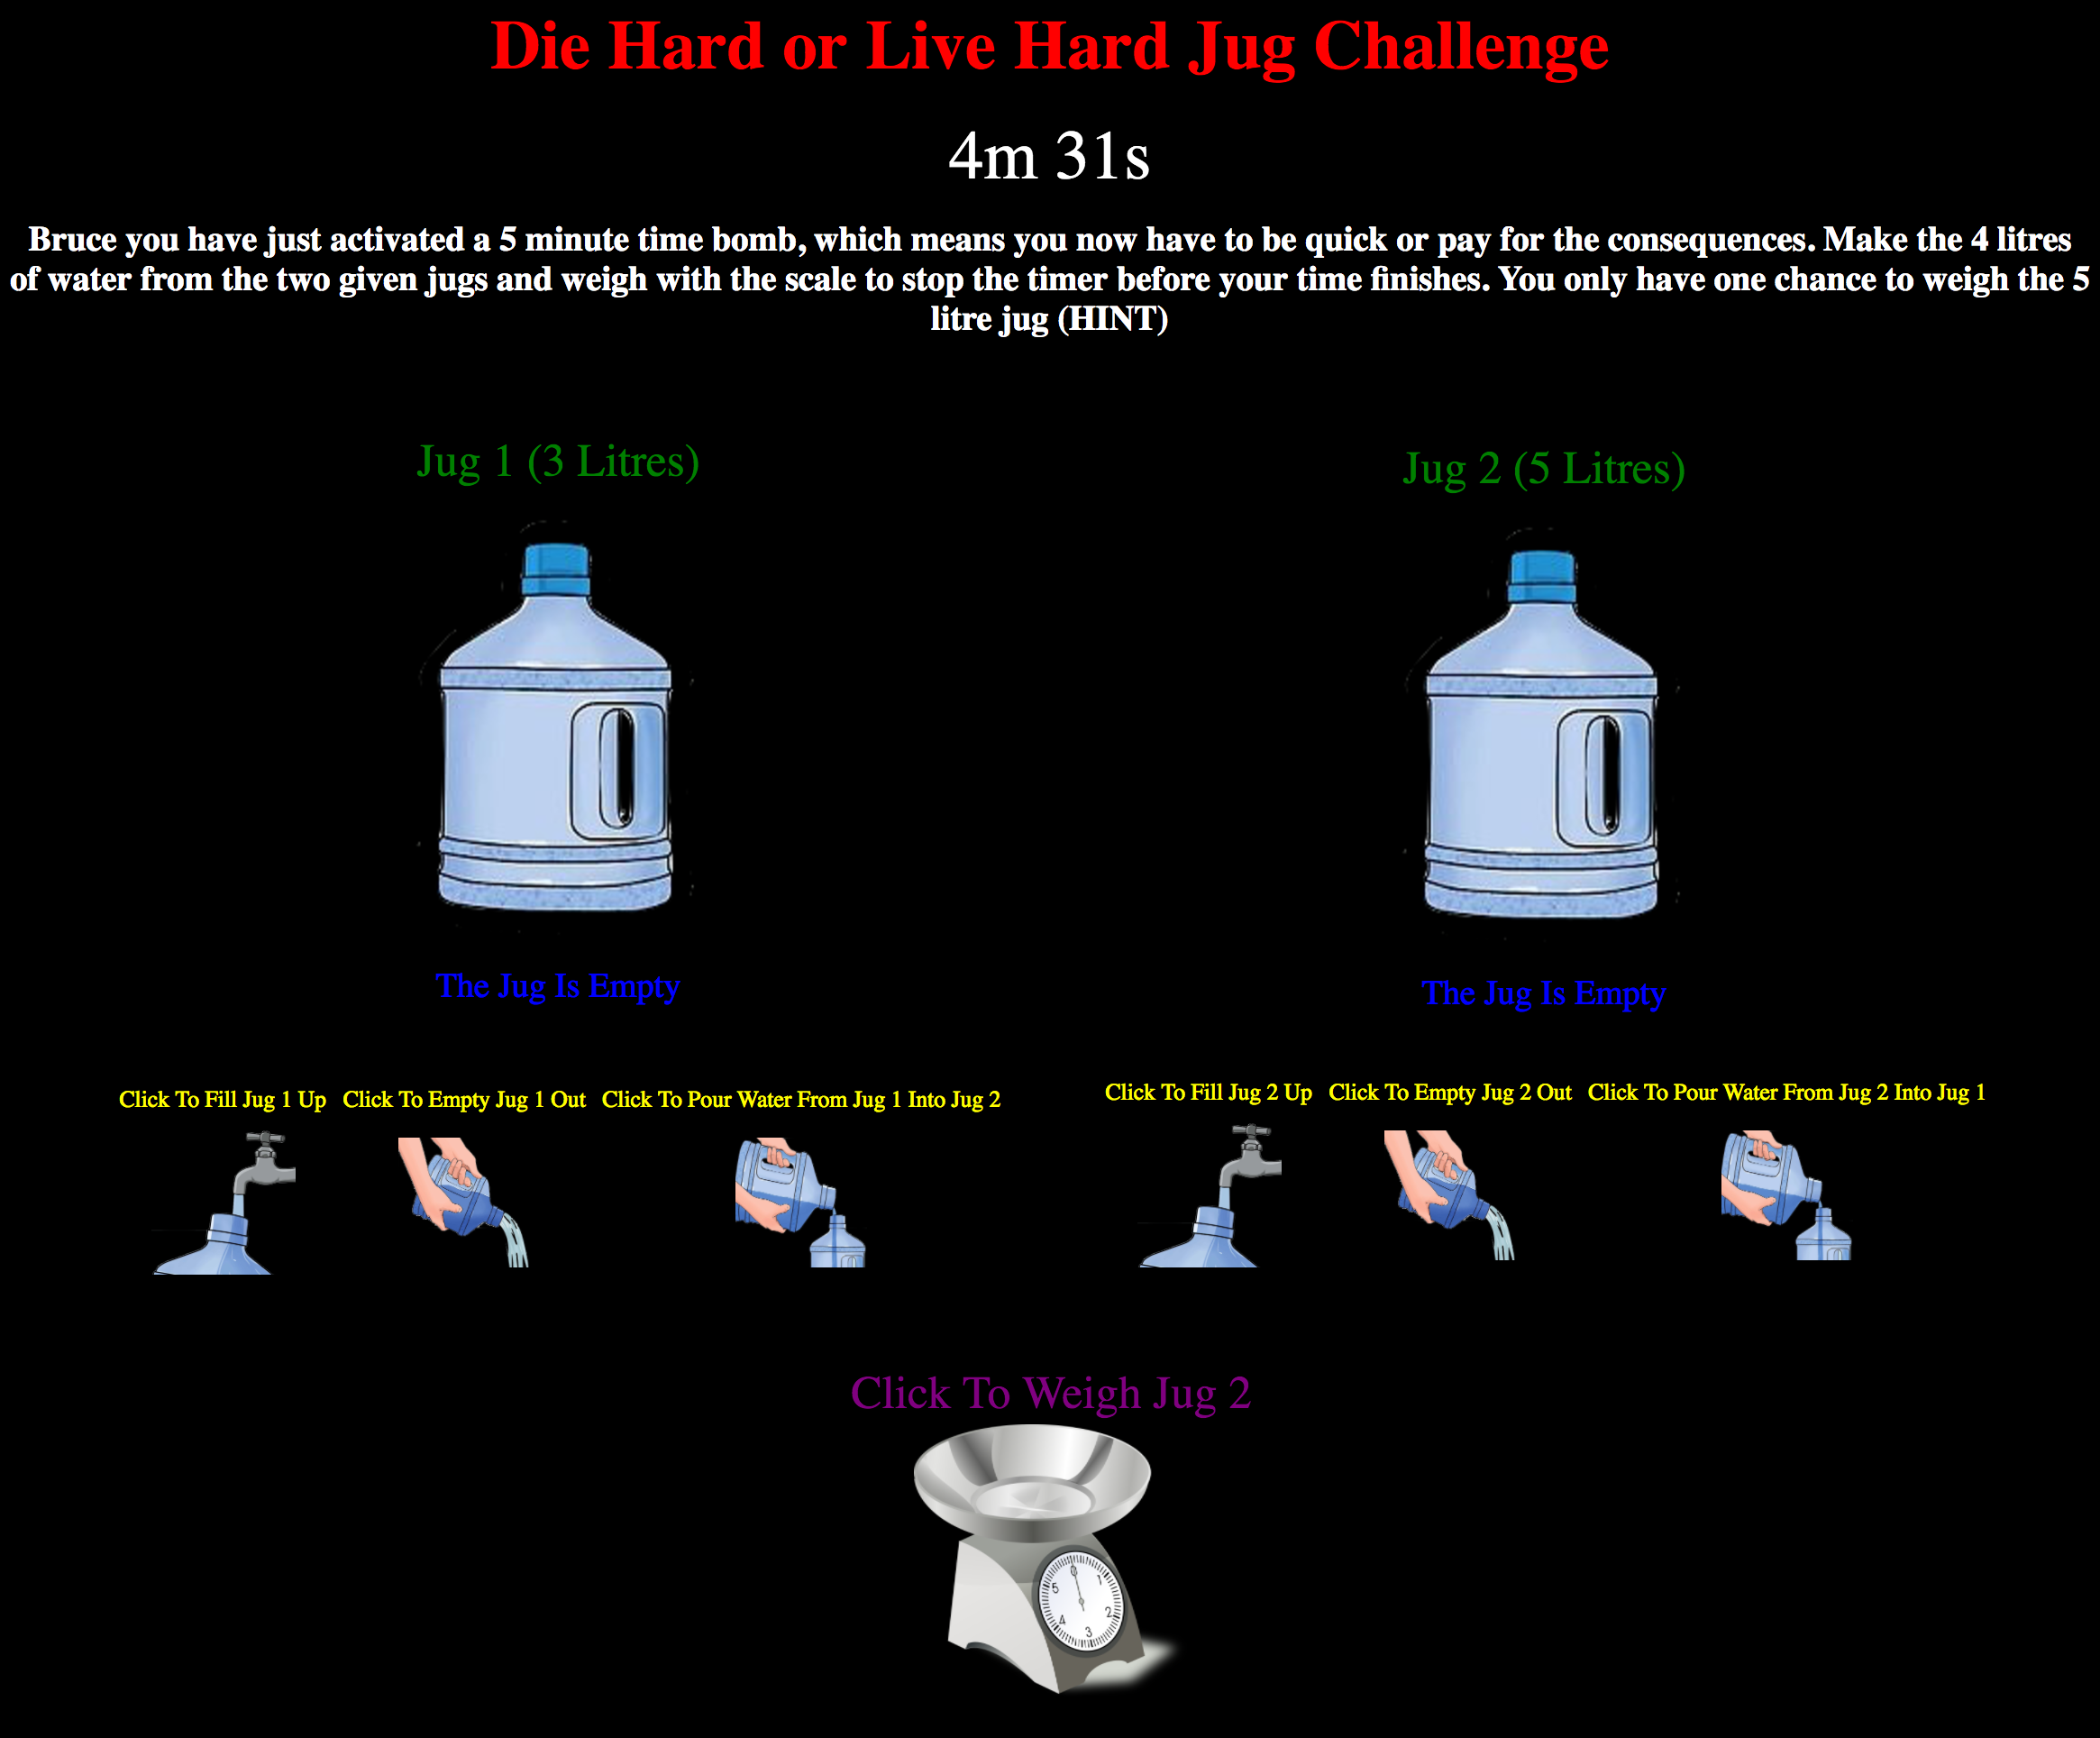 Die Hard or Live Hard Jug Challenge
4m 31s
Bruce you have just activated a 5 minute time bomb, which means you now have to be quick or pay for the consequences. Make the 4 litres
of water from the two given jugs and weigh with the scale to stop the timer before your time finishes. You only have one chance to weigh the 5
litre jug (HINT)
Jug 1 (3 Litres)
Jug 2 (5 Litres)
The Jug Is Empty
The Jug Is Empty
Click To Fill Jug 1 Up Click To Empty Jug 1 Out Click To Pour Water From Jug 1 Into Jug 2
Click To Fill Jug 2 Up Click To Empty Jug 2 Out Click To Pour Water From Jug 2 Into Jug 1
Click To Weigh Jug 2
0
1
2
3
4
5